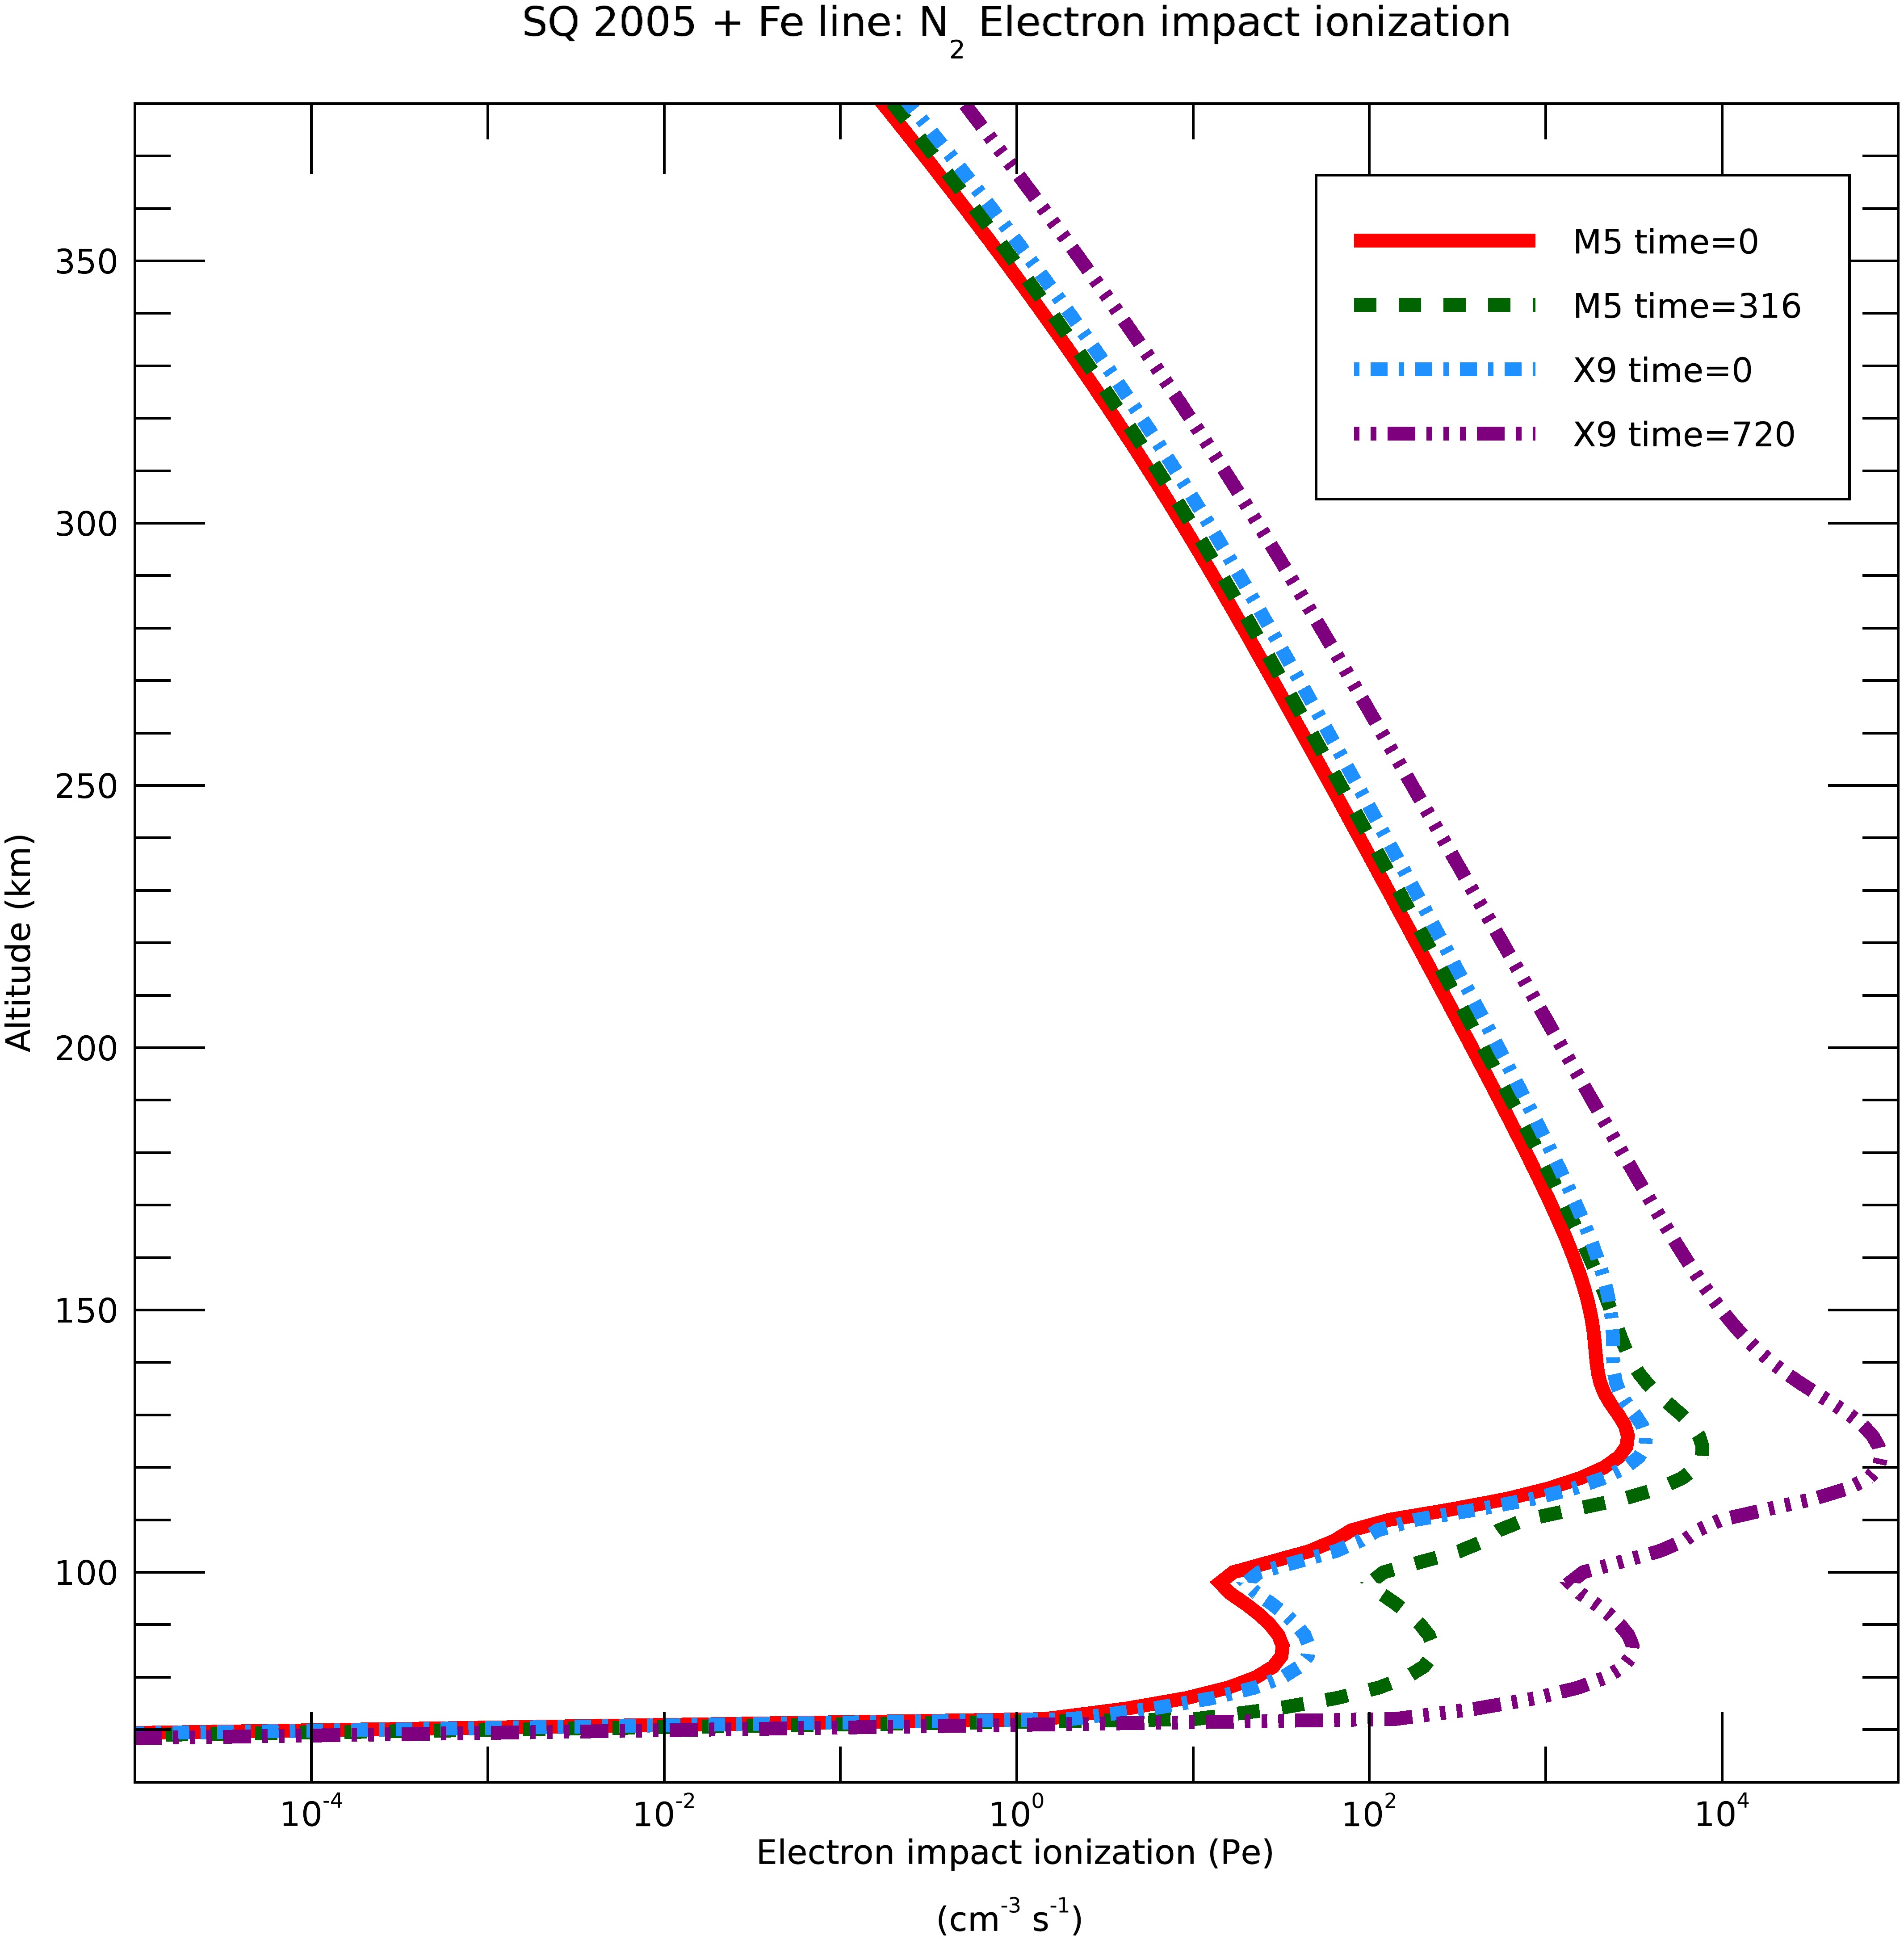 SQ 2005 + Fe line: N₂ Electron impact ionization
M5 time=0
M5 time=316
X9 time=0
X9 time=720
350
300
250
200
150
100
Altitude (km)
10⁻⁴ 10⁻² 10⁰ 10² 10⁴
Electron impact ionization (Pe)
(cm⁻³ s⁻¹)